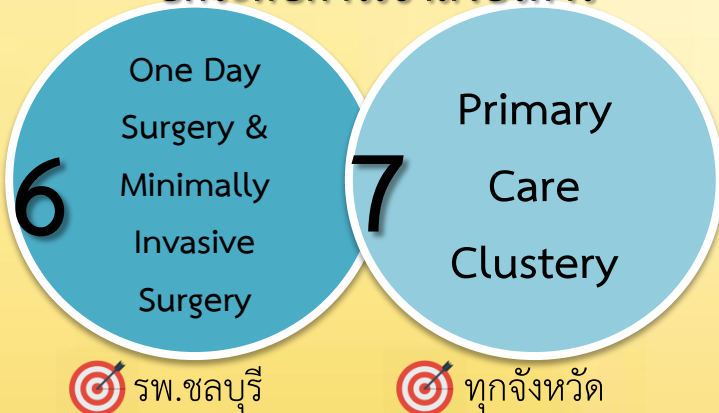 6
One Day
Surgery &
Minimally
Invasive
Surgery
7
Primary
Care
Clustery
รพ.ชลบุรี
ทุกจังหวัด